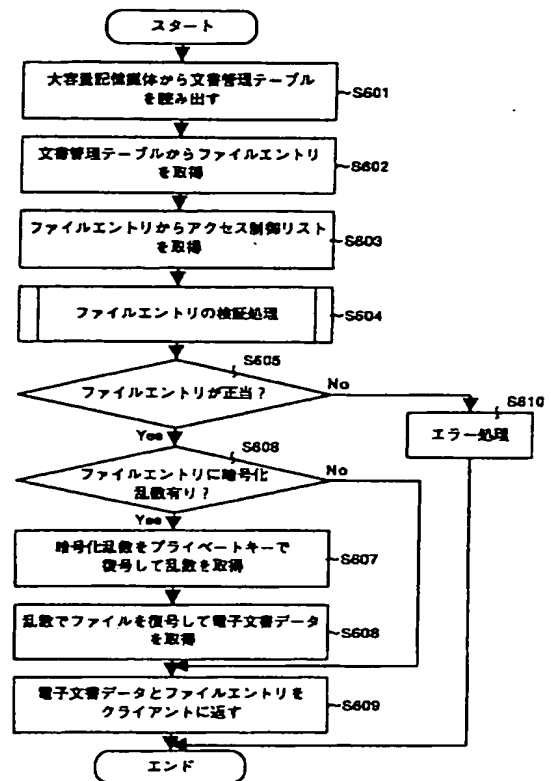 スタート
大容量記憶媒体から文書管理テーブル
を読み出す
S601
文書管理テーブルからファイルエントリ
を取得
S602
ファイルエントリからアクセス制御リスト
を取得
S603
ファイルエントリの検証処理
S604
S605
ファイルエントリが正当?
No
S610
エラー処理
Yes
S608
ファイルエントリに暗号化
乱数有り?
No
Yes
暗号化乱数をプライベートキーで
復号して乱数を取得
S607
乱数でファイルを復号して電子文書データ
を取得
S608
電子文書データとファイルエントリを
クライアントに返す
S609
エンド